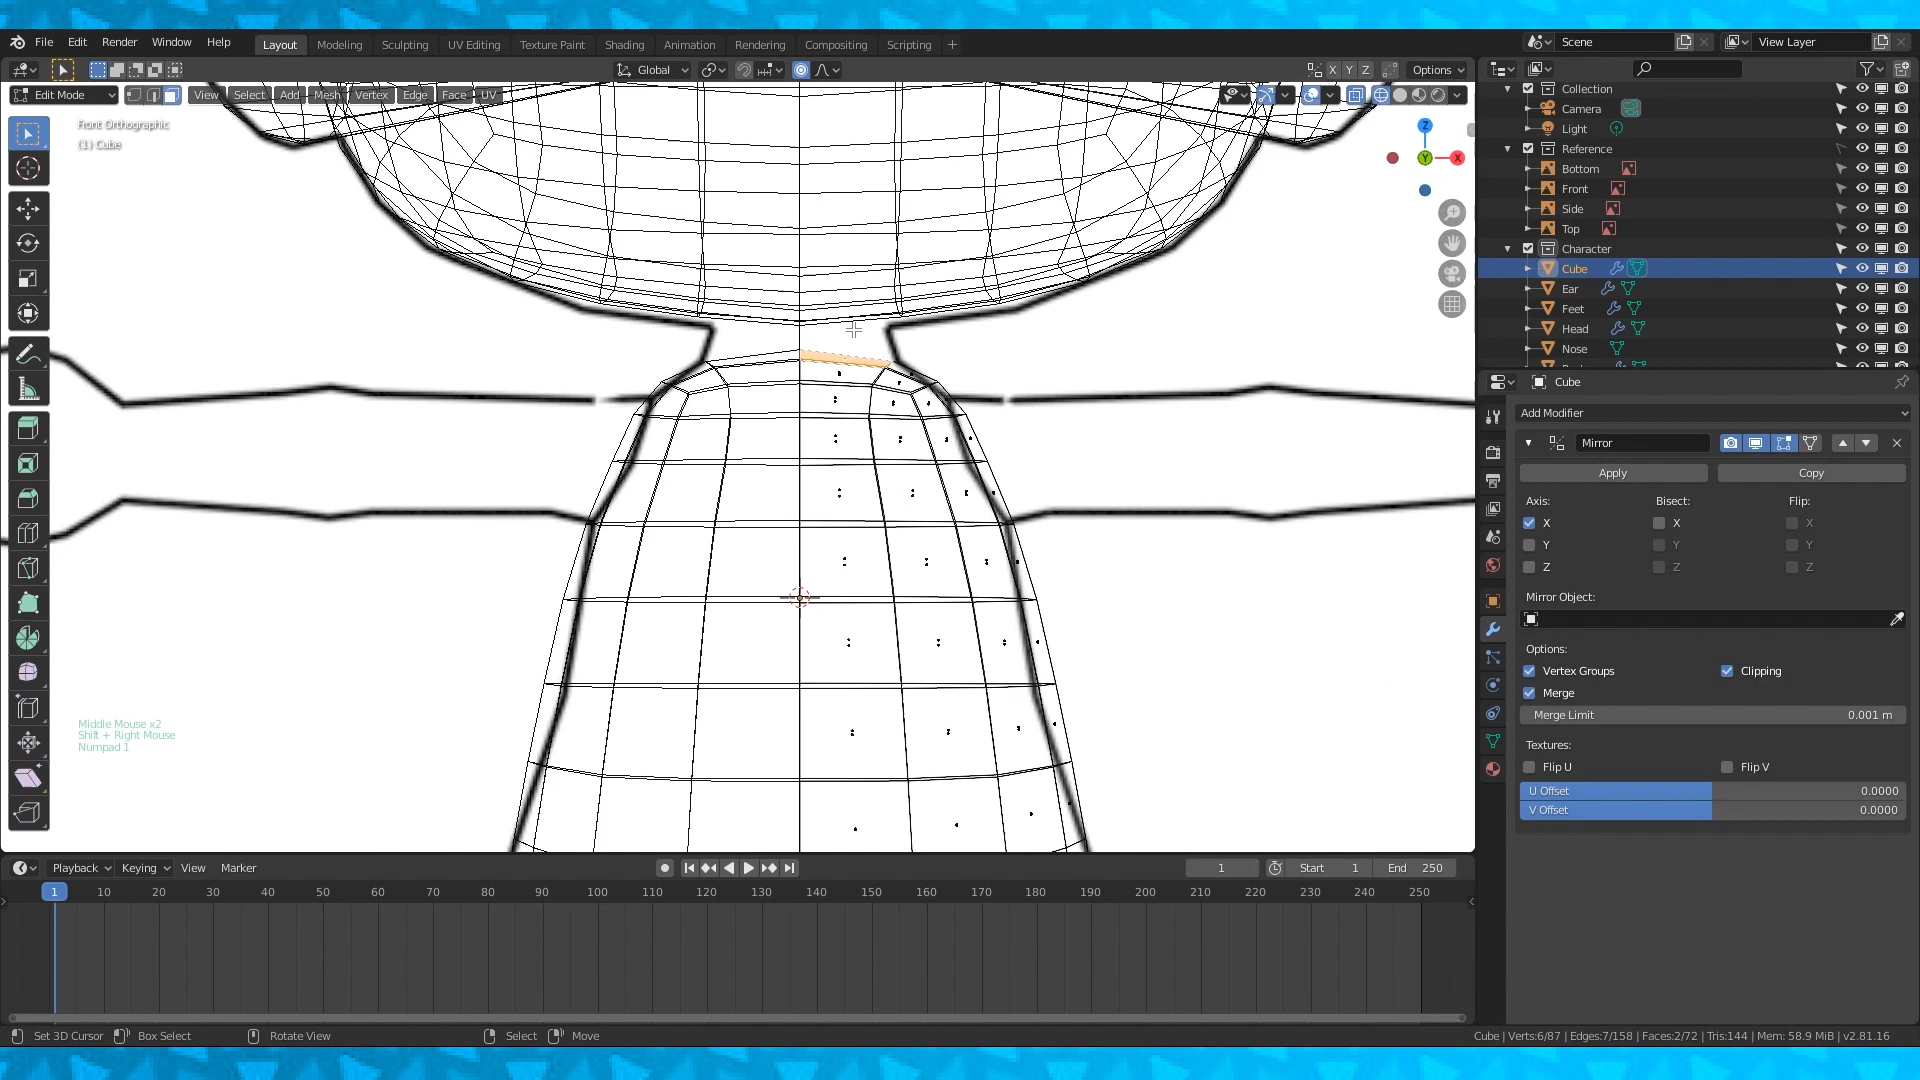 File Edit Render Window Help Layout Modeling Sculpting UV Editing Texture Paint Shading Animation Rendering Compositing Scripting + Scene View Layer
Global X Y Z Options
Edit Mode View Select Add Mesh Vertex Edge Face UV
Front Orthographic
(1) Cube
Z
Y X
Middle Mouse x2
Shift + Right Mouse
Numpad 1
Collection
Camera
Light
Reference
Bottom
Front
Side
Top
Character
Cube
Ear
Feet
Head
Nose
Cube
Add Modifier
Mirror
Apply Copy
Axis: Bisect: Flip:
X X X
Y Y Y
Z Z Z
Mirror Object:
Options:
Vertex Groups Clipping
Merge
Merge Limit 0.001 m
Textures:
Flip U Flip V
U Offset 0.0000
V Offset 0.0000
Playback Keying View Marker 1 Start 1 End 250
1 10 20 30 40 50 60 70 80 90 100 110 120 130 140 150 160 170 180 190 200 210 220 230 240 250
Set 3D Cursor Box Select Rotate View Select Move Cube | Verts:6/87 | Edges:7/158 | Faces:2/72 | Tris:144 | Mem: 58.9 MiB | v2.81.16